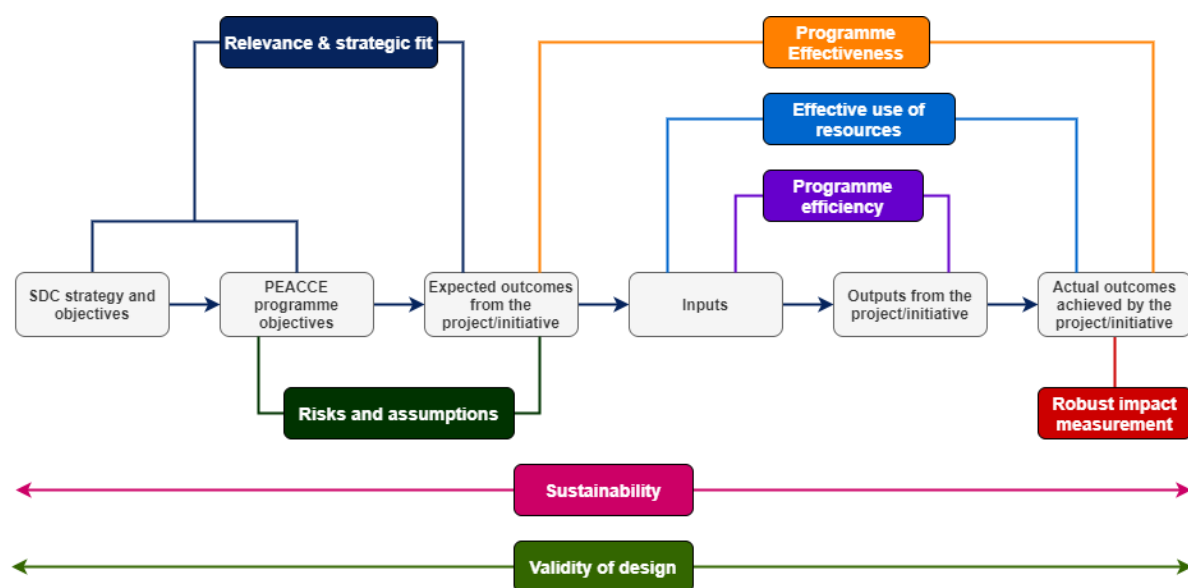 Relevance & strategic fit
Programme
Effectiveness
Effective use of
resources
Programme
efficiency
SDC strategy and
objectives
PEACCE
programme
objectives
Expected outcomes
from the
project/initiative
Inputs
Outputs from the
project/initiative
Actual outcomes
achieved by the
project/initiative
Risks and assumptions
Robust impact
measurement
Sustainability
Validity of design